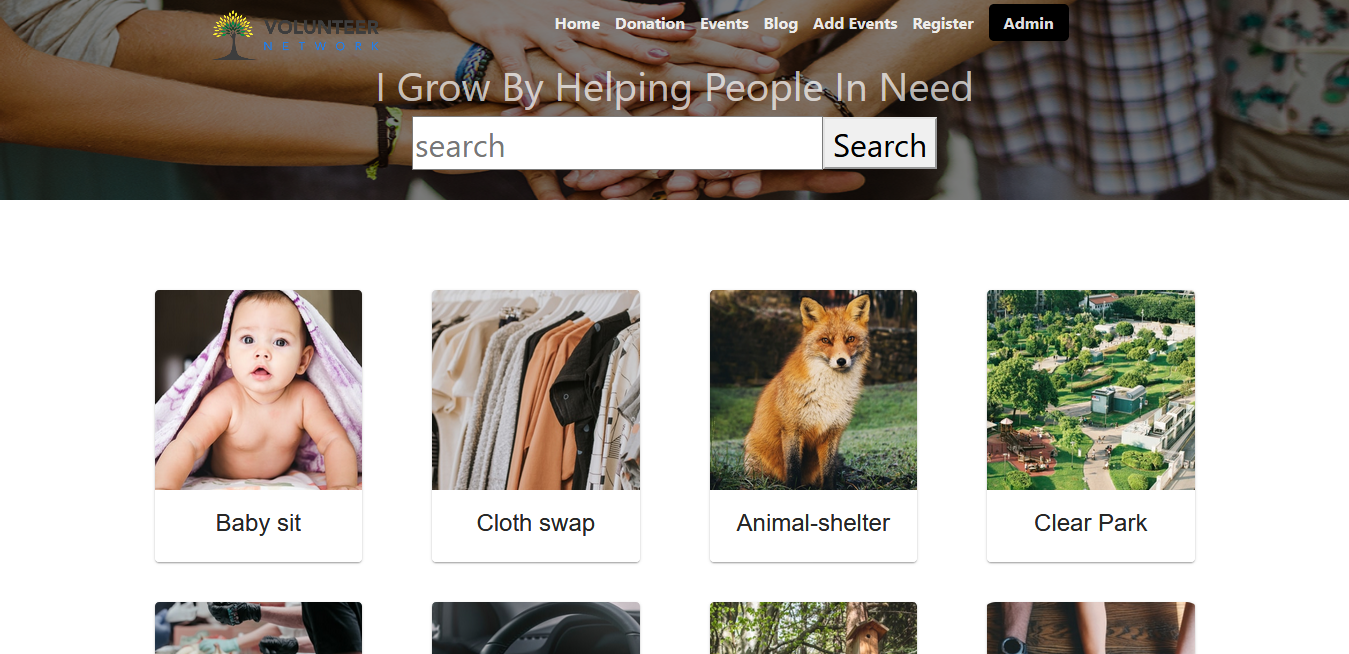 VOLUNTEER
NETWORK
Home Donation Events Blog Add Events Register Admin
I Grow By Helping People In Need
search Search
Baby sit Cloth swap Animal-shelter Clear Park